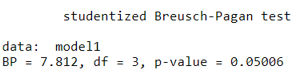 studentized Breusch-Pagan test
data:  model1
BP = 7.812, df = 3, p-value = 0.05006